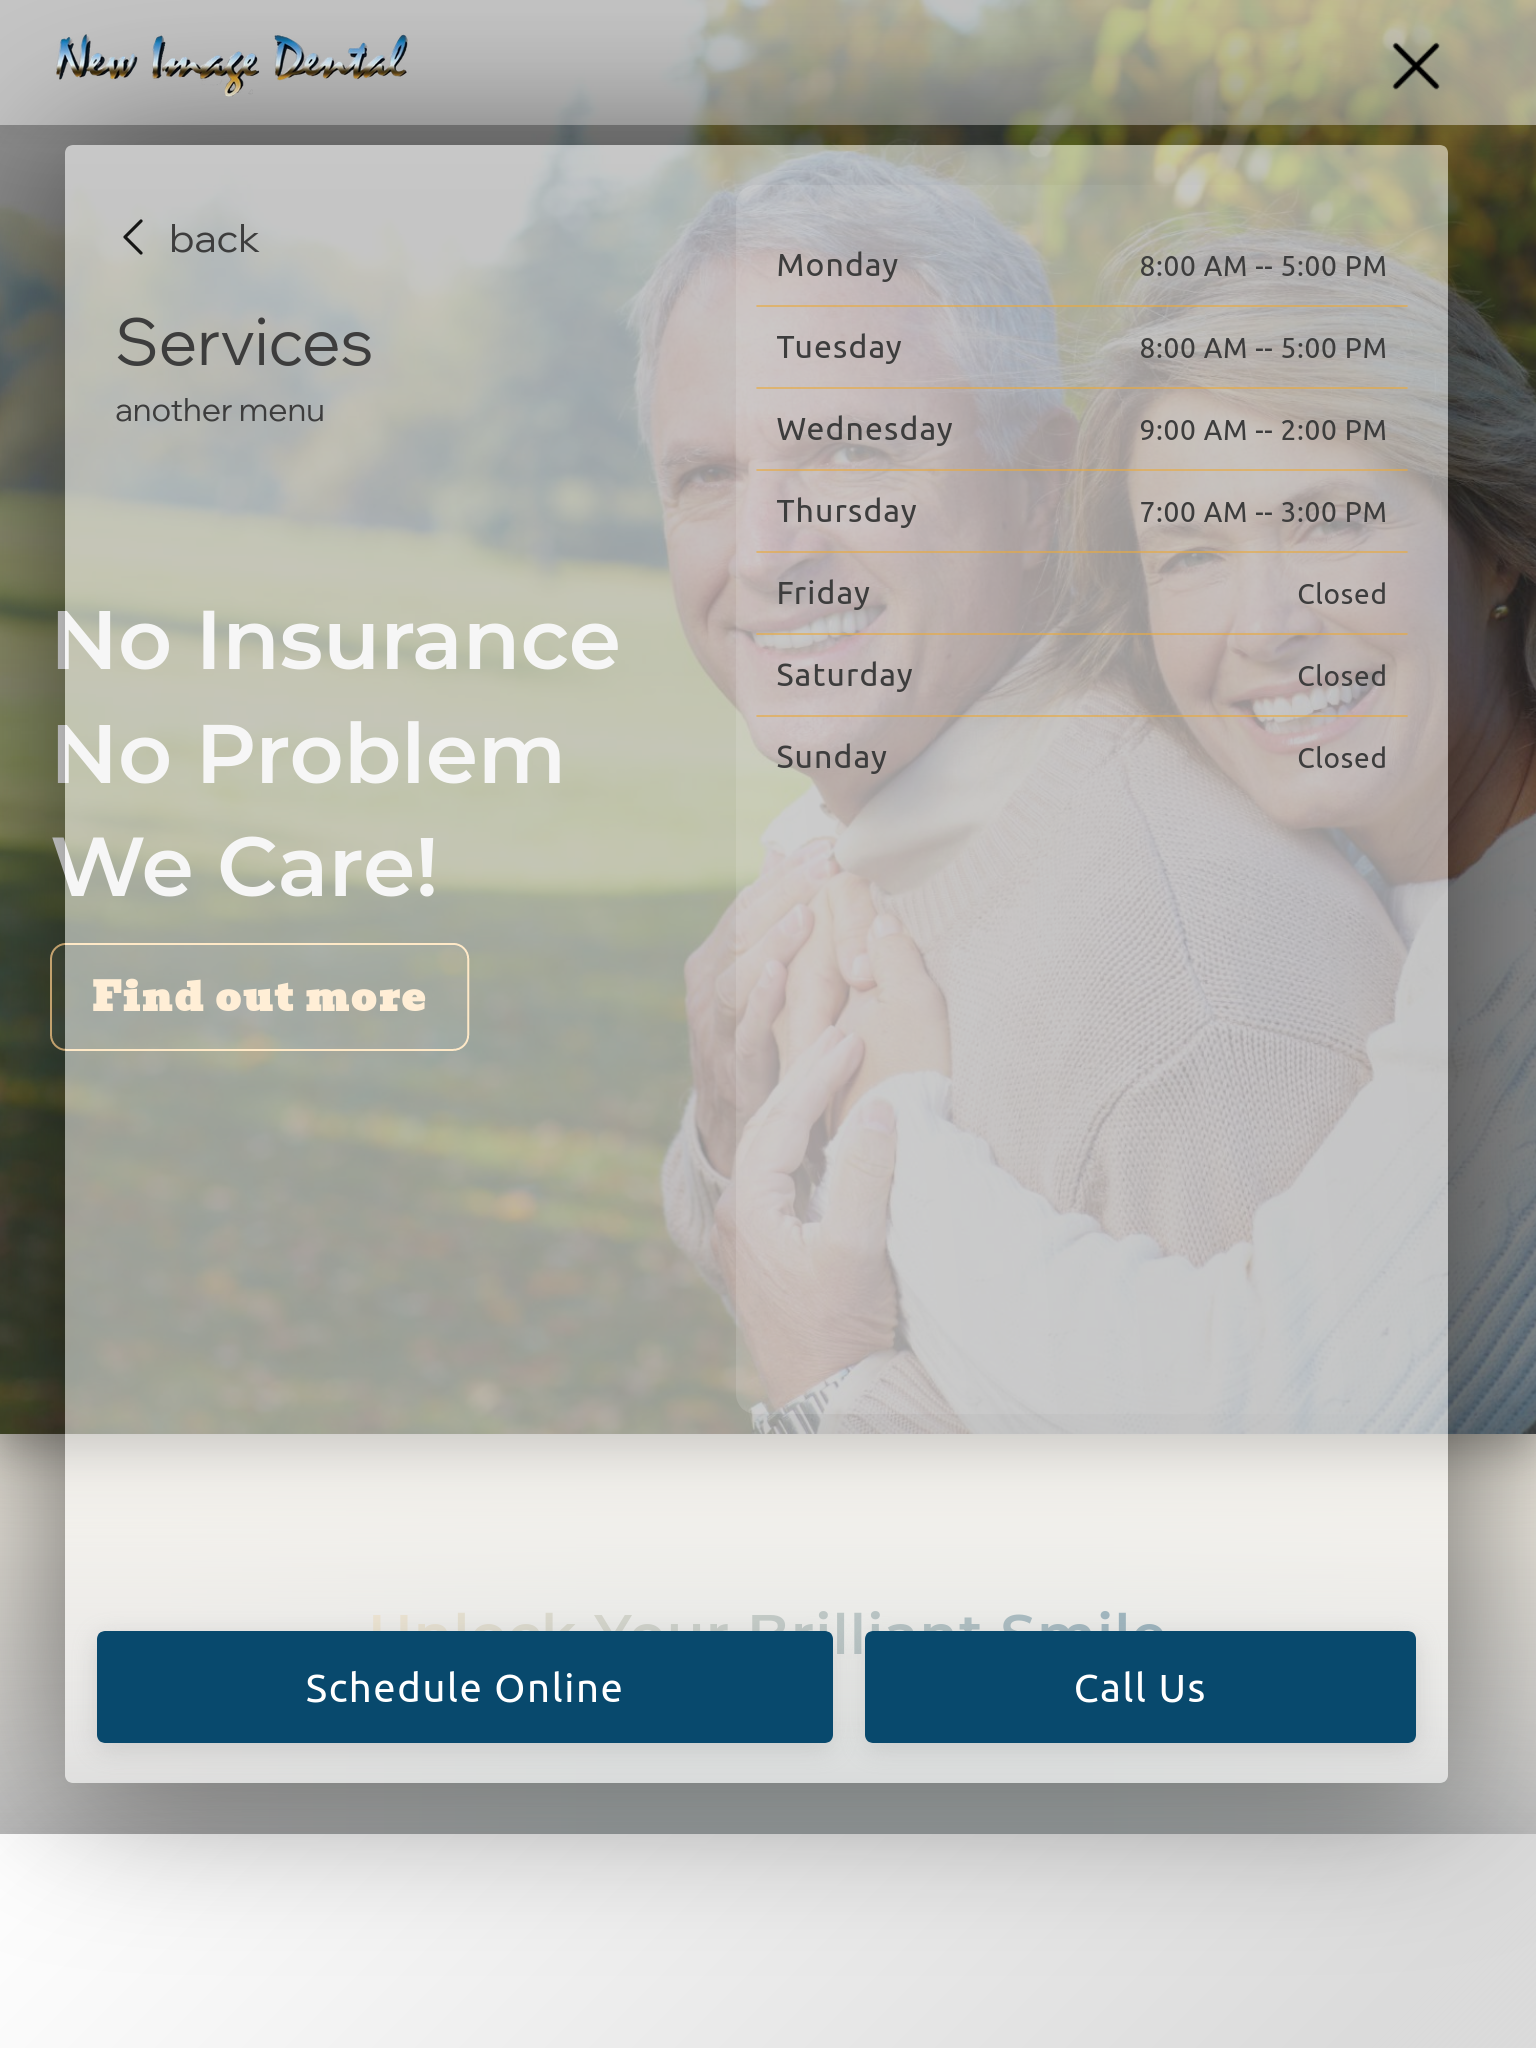 New Image Dental
back
Services
another menu
Monday 8:00 AM -- 5:00 PM
Tuesday 8:00 AM -- 5:00 PM
Wednesday 9:00 AM -- 2:00 PM
Thursday 7:00 AM -- 3:00 PM
Friday Closed
Saturday Closed
Sunday Closed
No Insurance
No Problem
We Care!
Find out more
Unlock Your Brilliant Smile
Schedule Online
Call Us